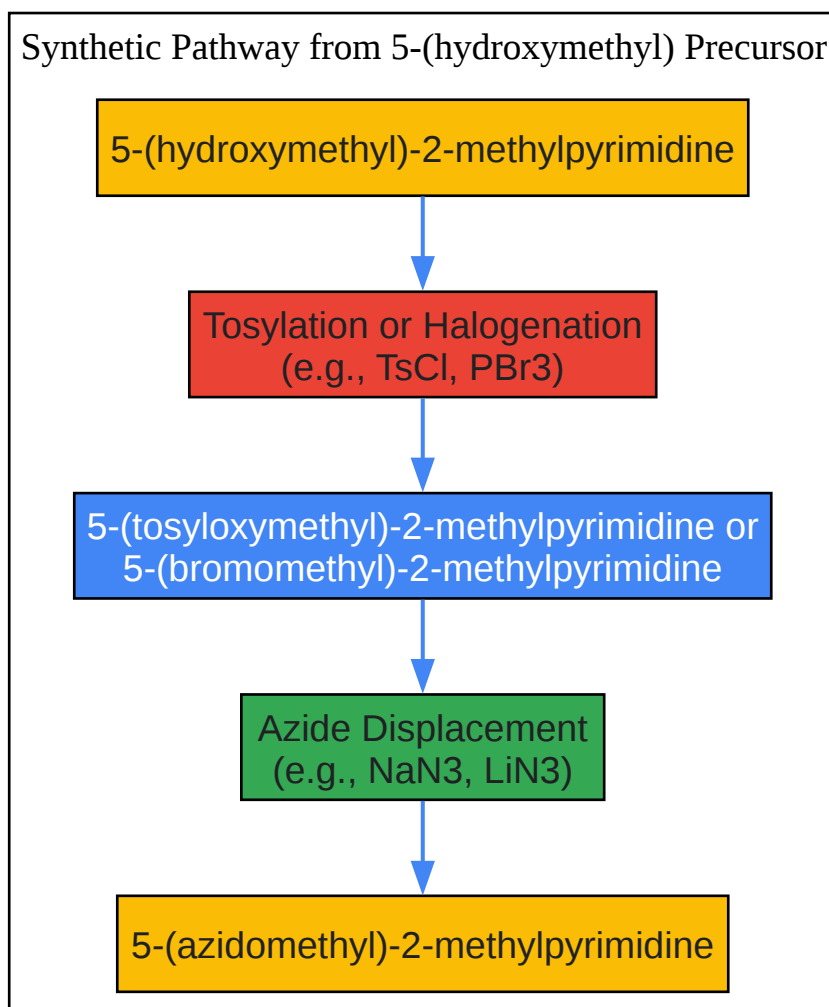 Synthetic Pathway from 5-(hydroxymethyl) Precursor
5-(hydroxymethyl)-2-methylpyrimidine
Tosylation or Halogenation
(e.g., TsCl, PBr3)
5-(tosyloxymethyl)-2-methylpyrimidine or
5-(bromomethyl)-2-methylpyrimidine
Azide Displacement
(e.g., NaN3, LiN3)
5-(azidomethyl)-2-methylpyrimidine